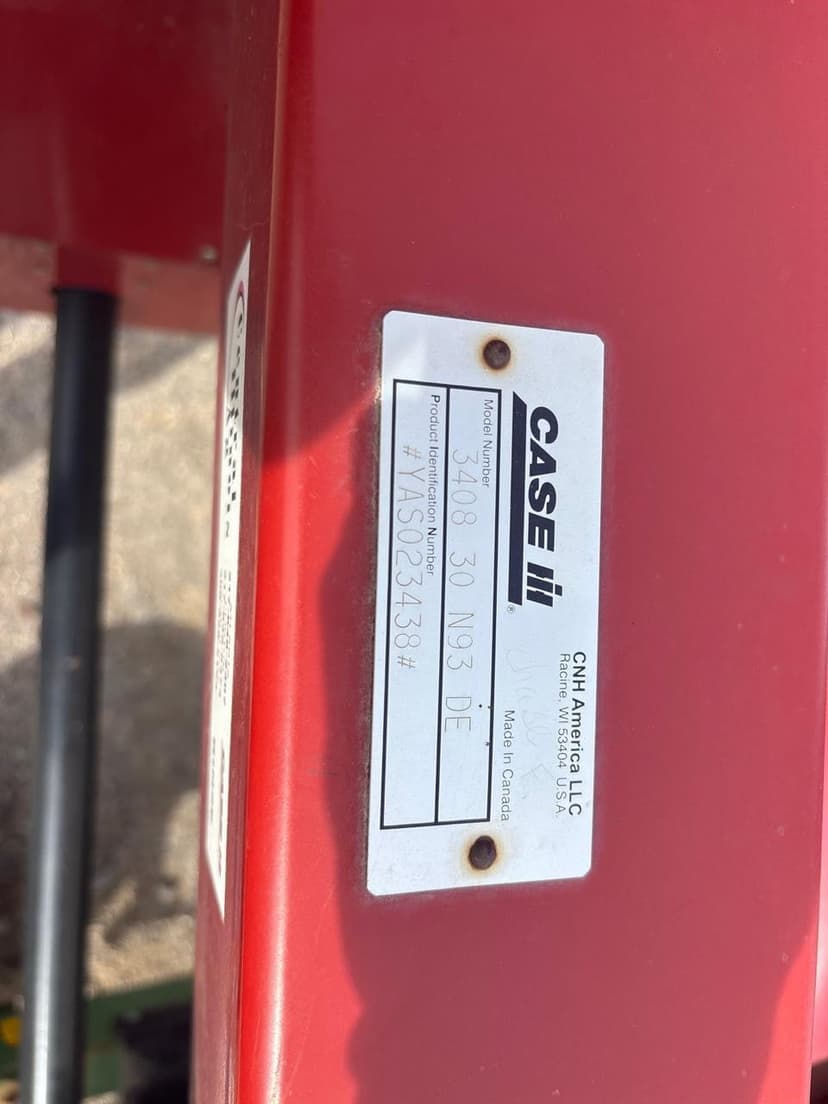 CASE IH®
CNH America LLC
Racine, WI 53404 U.S.A.
Made In Canada
Model Number
3408 30 N93 DE
Product Identification Number
#YAS023438#